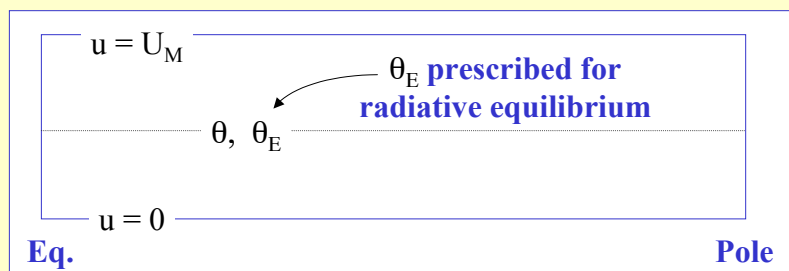 u = U_M
θ_E prescribed for
radiative equilibrium
θ, θ_E
u = 0
Eq. Pole